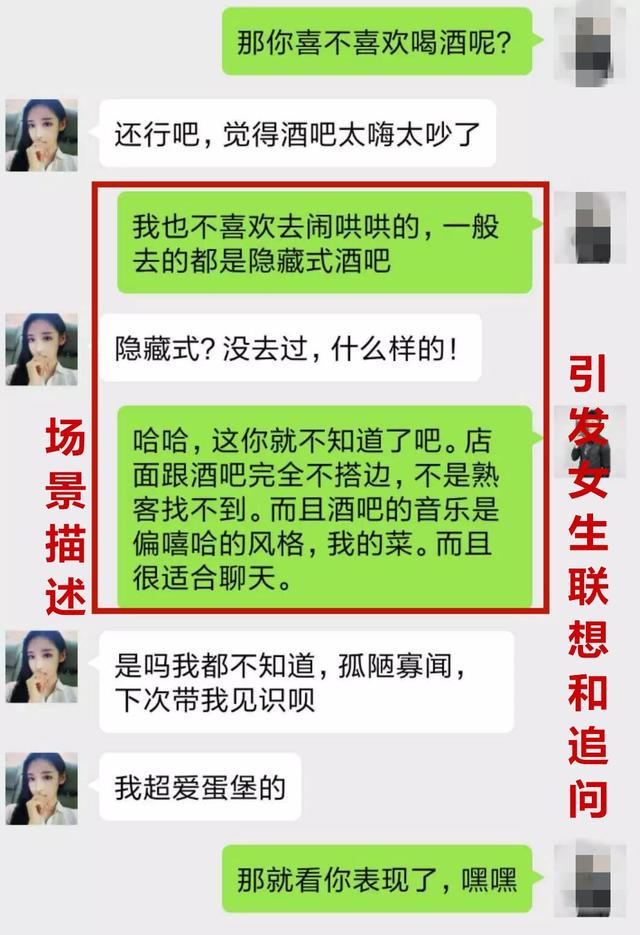 那你喜不喜欢喝酒呢?
还行吧,觉得酒吧太嗨太吵了
我也不喜欢去闹哄哄的,一般
去的都是隐藏式酒吧
隐藏式?没去过,什么样的!
哈哈,这你就不知道了吧。店
面跟酒吧完全不搭边,不是熟
客找不到。而且酒吧的音乐是
偏嘻哈的风格,我的菜。而且
很适合聊天。
场景描述
引发女生联想和追问
是吗我都不知道,孤陋寡闻,
下次带我见识呗
我超爱蛋堡的
那就看你表现了,嘿嘿